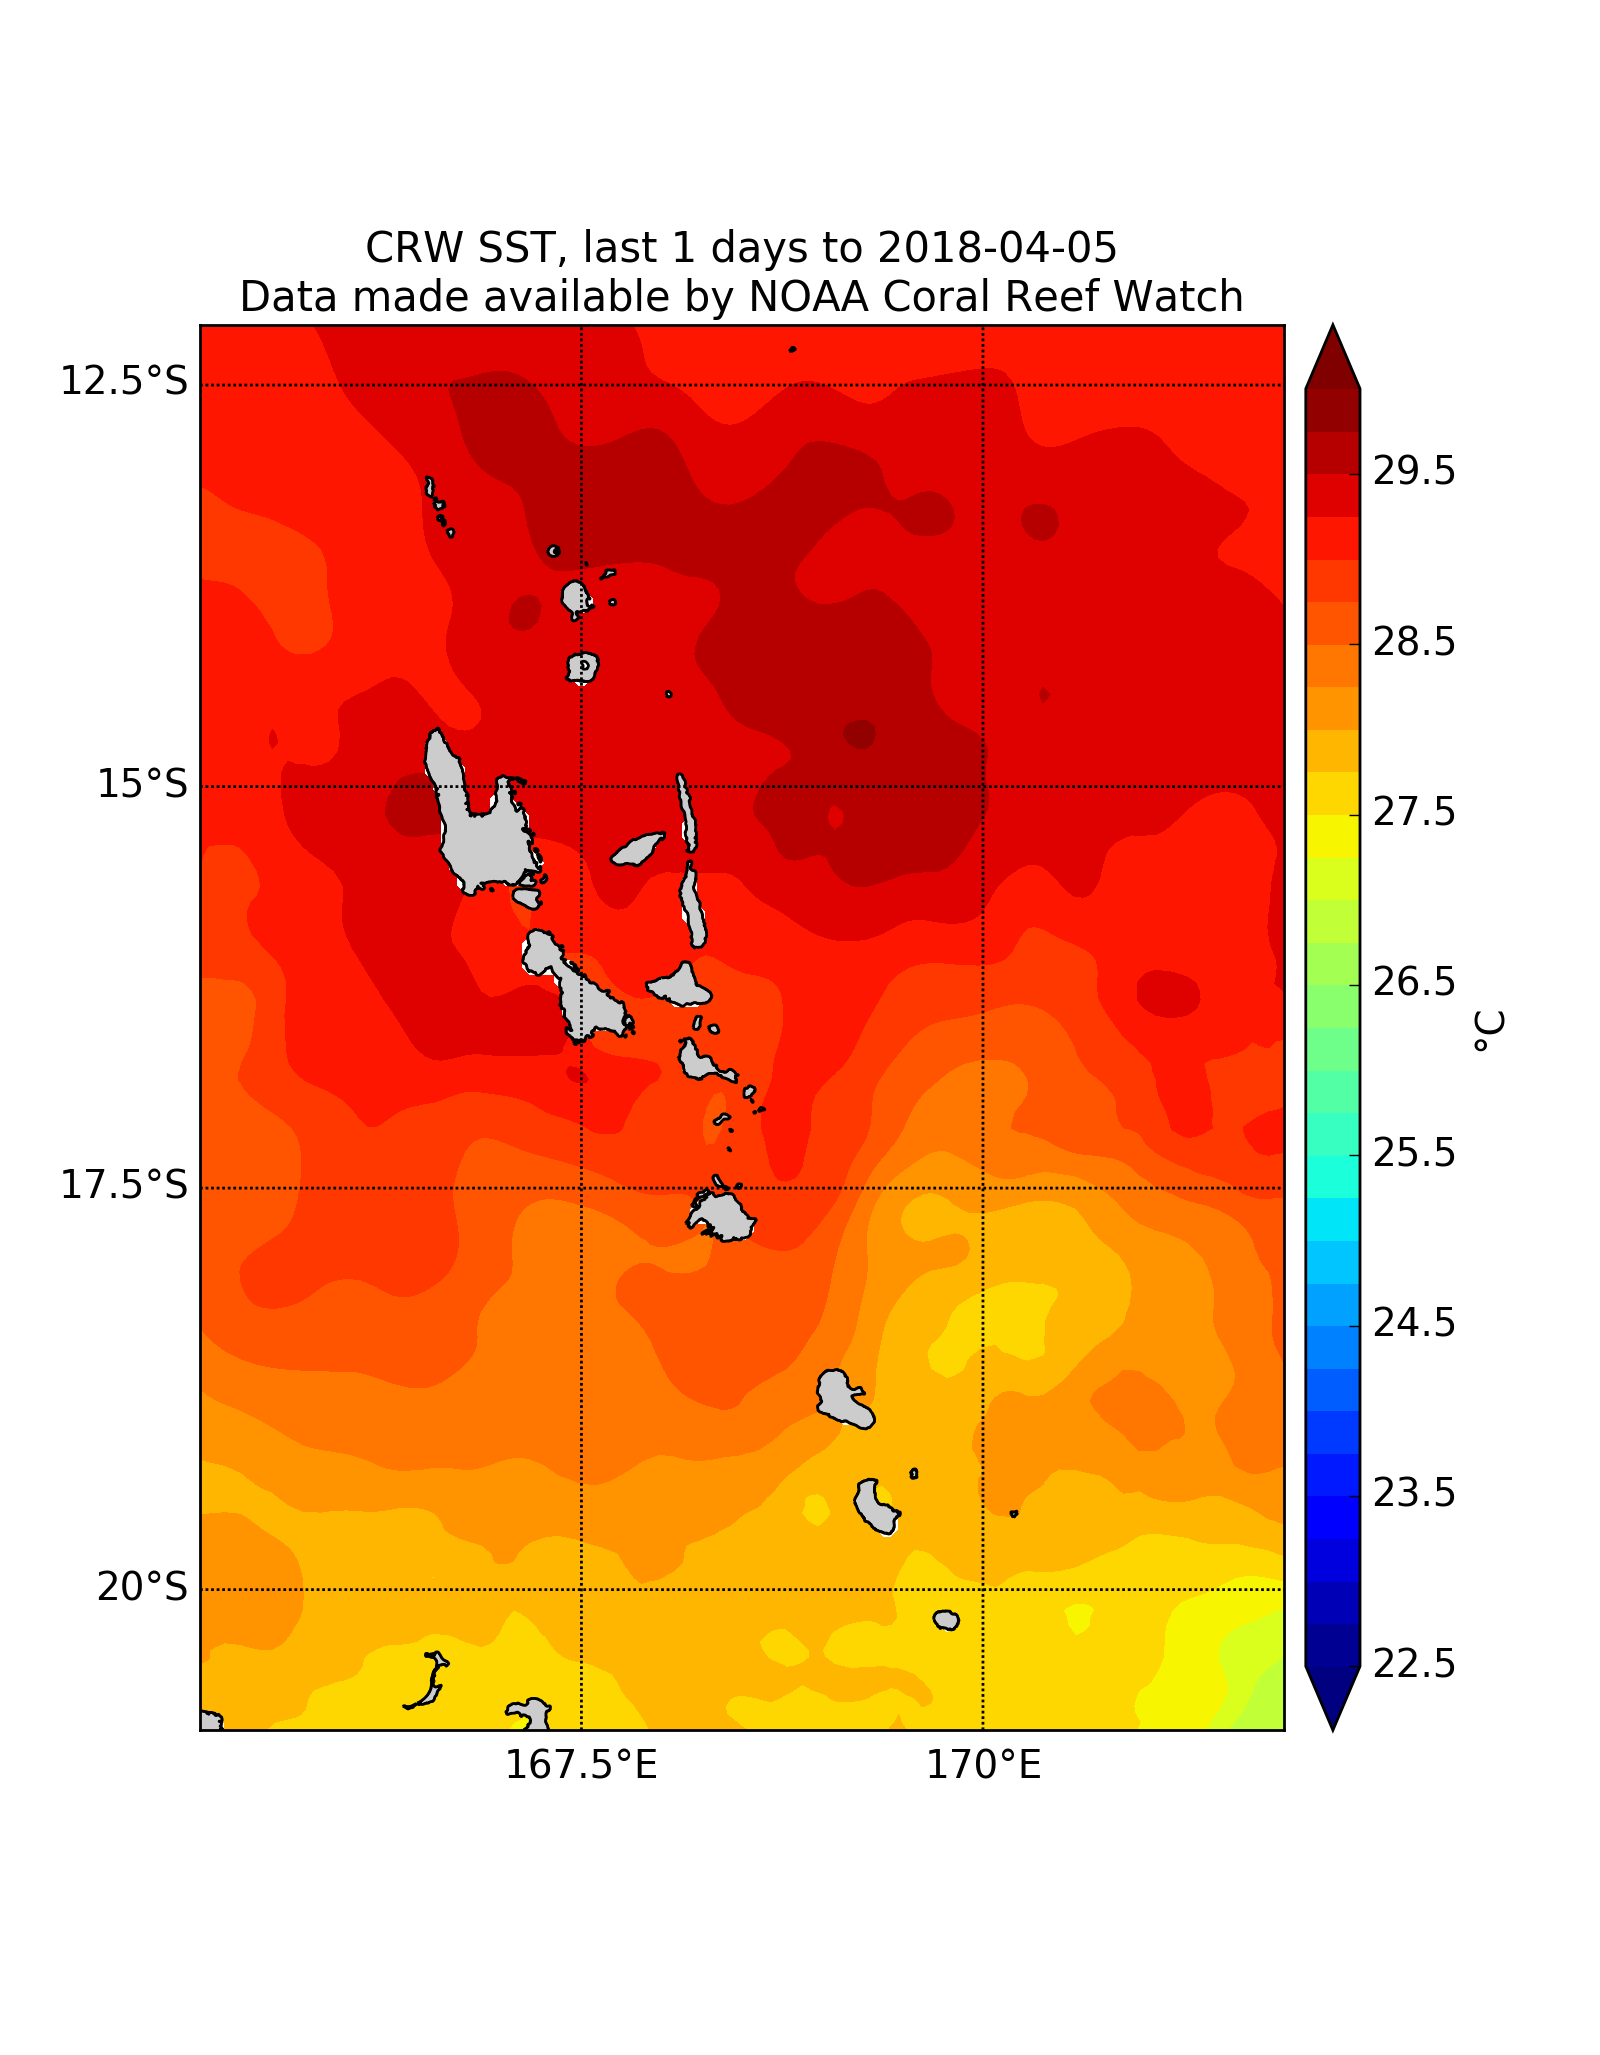 CRW SST, last 1 days to 2018-04-05
Data made available by NOAA Coral Reef Watch
12.5°S
15°S
17.5°S
20°S
167.5°E
170°E
29.5
28.5
27.5
26.5
25.5
24.5
23.5
22.5
°C